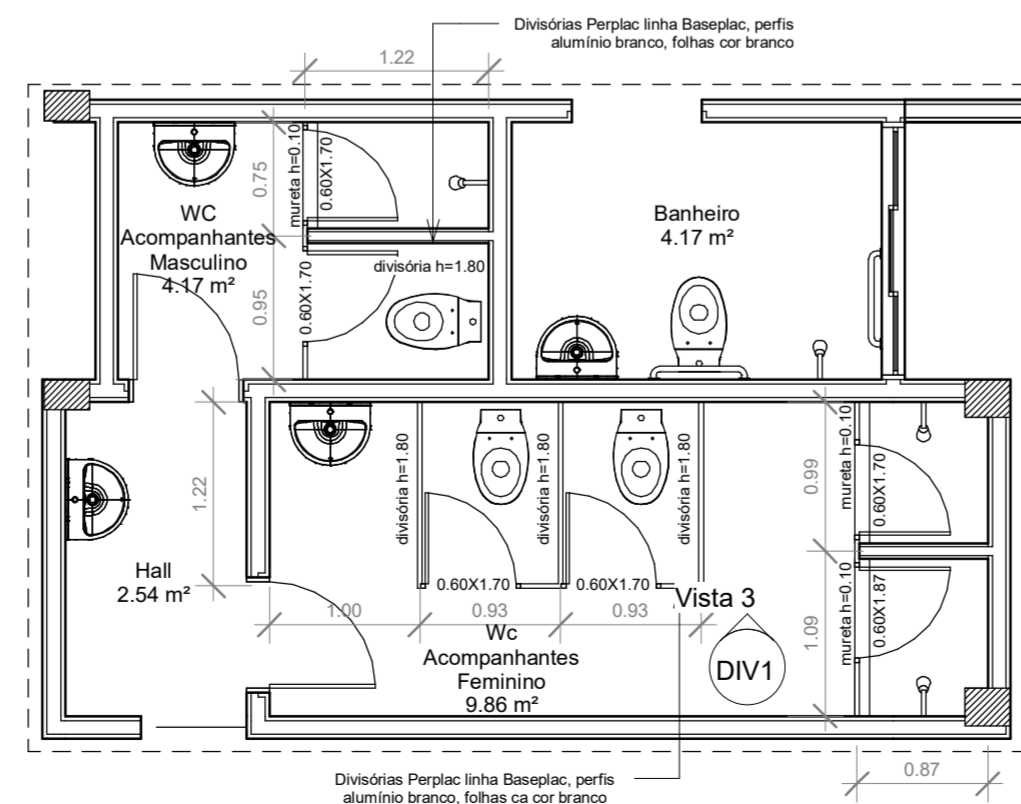 Divisórias Perplac linha Baseplac, perfis
alumínio branco, folhas cor branco
1.22
mureta h=0.10
0.60X1.70
0.75
WC
Acompanhantes
Masculino
4.17 m²
Banheiro
4.17 m²
divisória h=1.80
0.95
0.60X1.70
1.22
divisória h=1.80
divisória h=1.80
divisória h=1.80
mureta h=0.10
0.60X1.70
0.99
Hall
2.54 m²
0.60X1.70
0.60X1.70
Vista 3
1.00
0.93
0.93
Wc
Acompanhantes
Feminino
9.86 m²
DIV1
1.09
mureta h=0.10
0.60X1.87
0.87
Divisórias Perplac linha Baseplac, perfis
alumínio branco, folhas ca cor branco